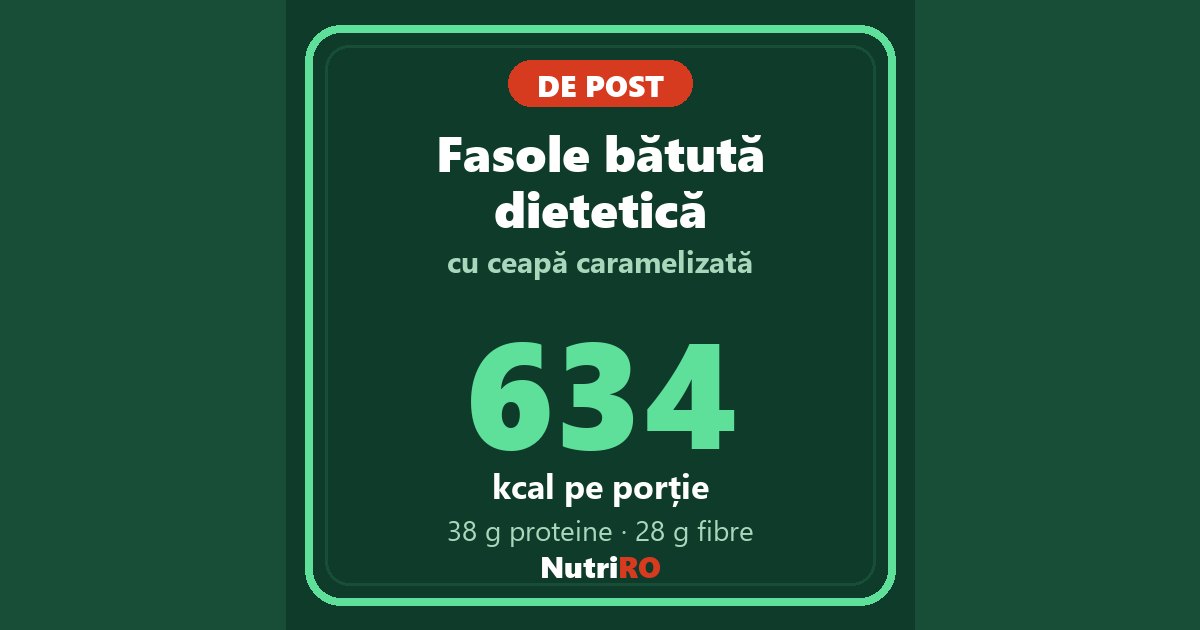 DE POST
Fasole bătută
dietetică
cu ceapă caramelizată
634
kcal pe porție
38 g proteine · 28 g fibre
NutriRO